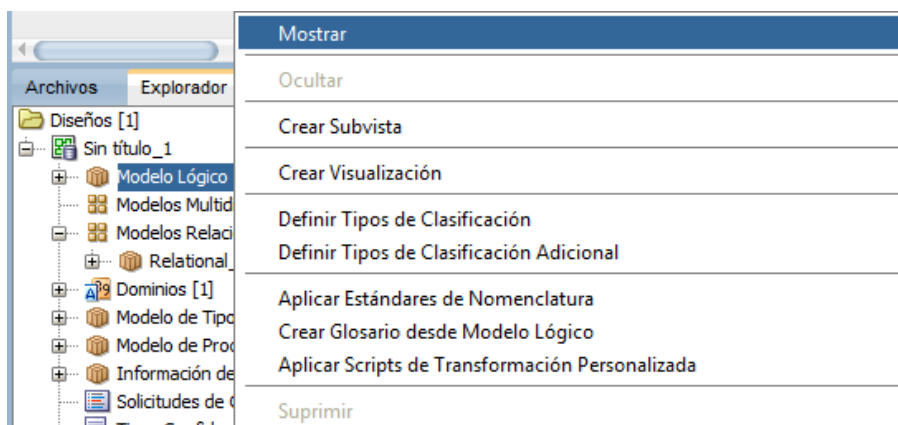 Mostrar
Ocultar
Crear Subvista
Crear Visualización
Definir Tipos de Clasificación
Definir Tipos de Clasificación Adicional
Aplicar Estándares de Nomenclatura
Crear Glosario desde Modelo Lógico
Aplicar Scripts de Transformación Personalizada
Suprimir
Archivos
Explorador
Diseños [1]
Sin título_1
Modelo Lógico
Modelos Multid
Modelos Relaci
Relational_
Dominios [1]
Modelo de Tipo
Modelo de Proc
Información de
Solicitudes de